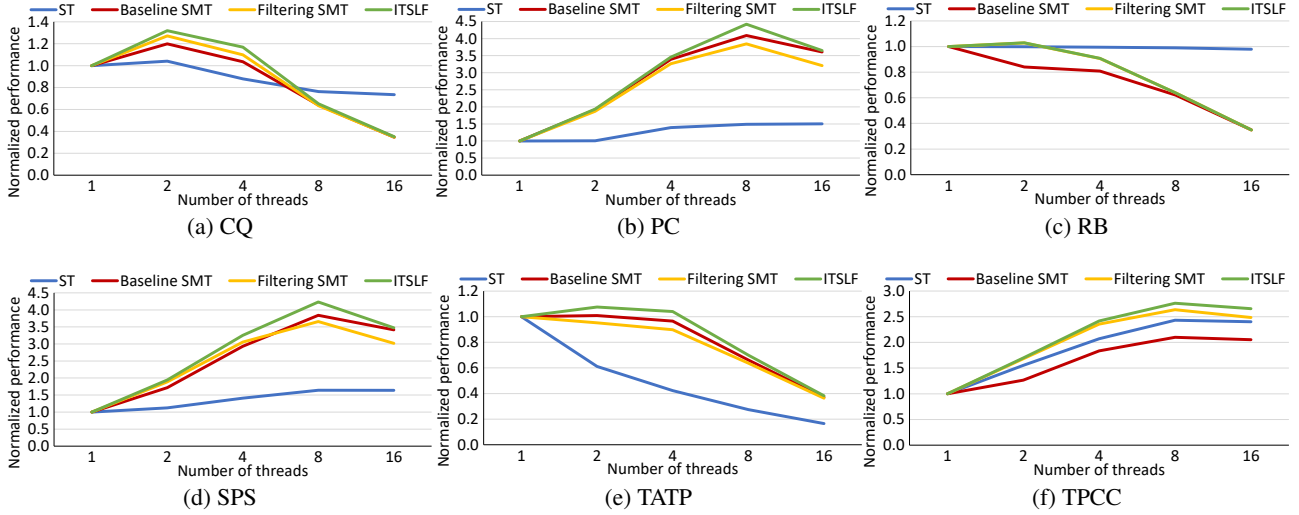 ST Baseline SMT Filtering SMT ITSLF
Normalized performance
1.4
1.2
1.0
0.8
0.6
0.4
0.2
0.0
1 2 4 8 16
Number of threads
(a) CQ
ST Baseline SMT Filtering SMT ITSLF
Normalized performance
4.5
4.0
3.5
3.0
2.5
2.0
1.5
1.0
0.5
0.0
1 2 4 8 16
Number of threads
(b) PC
ST Baseline SMT Filtering SMT ITSLF
Normalized performance
1.2
1.0
0.8
0.6
0.4
0.2
0.0
1 2 4 8 16
Number of threads
(c) RB
ST Baseline SMT Filtering SMT ITSLF
Normalized performance
4.5
4.0
3.5
3.0
2.5
2.0
1.5
1.0
0.5
0.0
1 2 4 8 16
Number of threads
(d) SPS
ST Baseline SMT Filtering SMT ITSLF
Normalized performance
1.2
1.0
0.8
0.6
0.4
0.2
0.0
1 2 4 8 16
Number of threads
(e) TATP
ST Baseline SMT Filtering SMT ITSLF
Normalized performance
3.0
2.5
2.0
1.5
1.0
0.5
0.0
1 2 4 8 16
Number of threads
(f) TPCC